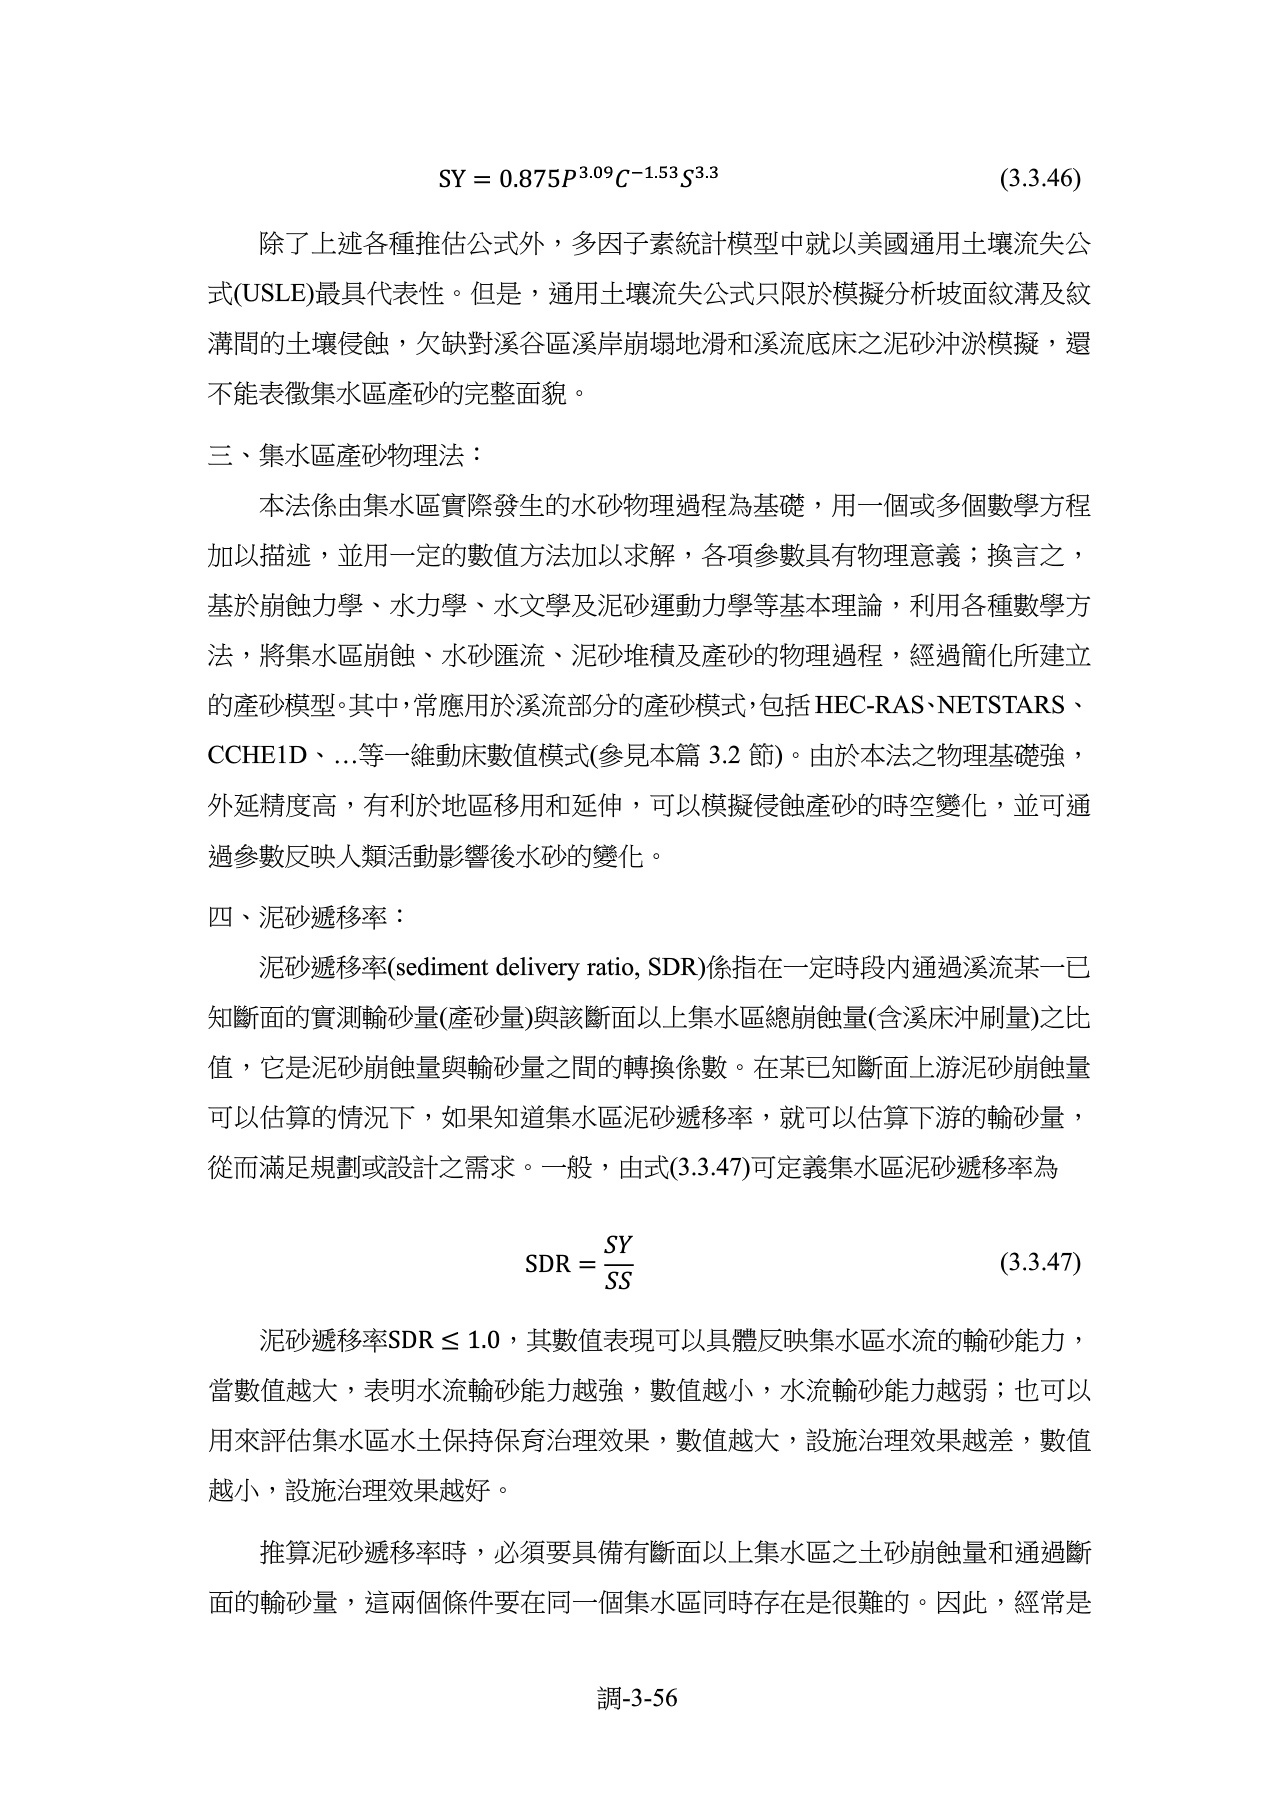 SY = 0.875P^3.09 C^−1.53 S^3.3 (3.3.46)
除了上述各種推估公式外，多因子素統計模型中就以美國通用土壤流失公
式(USLE)最具代表性。但是，通用土壤流失公式只限於模擬分析坡面紋溝及紋
溝間的土壤侵蝕，欠缺對溪谷區溪岸崩塌地滑和溪流底床之泥砂沖淤模擬，還
不能表徵集水區產砂的完整面貌。
三、集水區產砂物理法：
本法係由集水區實際發生的水砂物理過程為基礎，用一個或多個數學方程
加以描述，並用一定的數值方法加以求解，各項參數具有物理意義；換言之，
基於崩蝕力學、水力學、水文學及泥砂運動力學等基本理論，利用各種數學方
法，將集水區崩蝕、水砂匯流、泥砂堆積及產砂的物理過程，經過簡化所建立
的產砂模型。其中，常應用於溪流部分的產砂模式，包括 HEC-RAS、NETSTARS、
CCHE1D、…等一維動床數值模式(參見本篇 3.2 節)。由於本法之物理基礎強，
外延精度高，有利於地區移用和延伸，可以模擬侵蝕產砂的時空變化，並可通
過參數反映人類活動影響後水砂的變化。
四、泥砂遞移率：
泥砂遞移率(sediment delivery ratio, SDR)係指在一定時段內通過溪流某一已
知斷面的實測輸砂量(產砂量)與該斷面以上集水區總崩蝕量(含溪床沖刷量)之比
值，它是泥砂崩蝕量與輸砂量之間的轉換係數。在某已知斷面上游泥砂崩蝕量
可以估算的情況下，如果知道集水區泥砂遞移率，就可以估算下游的輸砂量，
從而滿足規劃或設計之需求。一般，由式(3.3.47)可定義集水區泥砂遞移率為
SDR = SY/SS (3.3.47)
泥砂遞移率SDR ≤ 1.0，其數值表現可以具體反映集水區水流的輸砂能力，
當數值越大，表明水流輸砂能力越強，數值越小，水流輸砂能力越弱；也可以
用來評估集水區水土保持保育治理效果，數值越大，設施治理效果越差，數值
越小，設施治理效果越好。
推算泥砂遞移率時，必須要具備有斷面以上集水區之土砂崩蝕量和通過斷
面的輸砂量，這兩個條件要在同一個集水區同時存在是很難的。因此，經常是
調-3-56